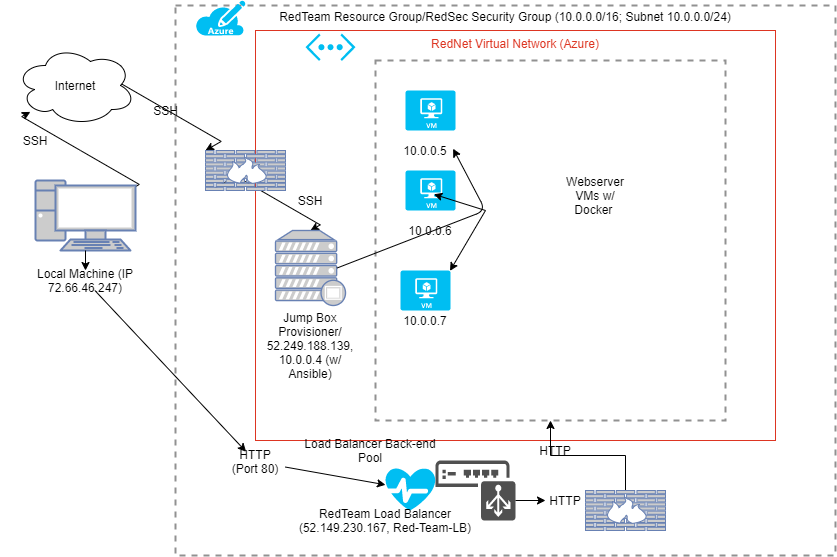 RedTeam Resource Group/RedSec Security Group (10.0.0.0/16; Subnet 10.0.0.0/24)
Azure
RedNet Virtual Network (Azure)
Internet
SSH
SSH
VM
10.0.0.5
VM
10.0.0.6
VM
10.0.0.7
Webserver
VMs w/
Docker
SSH
Local Machine (IP
72.66.46.247)
Jump Box
Provisioner/
52.249.188.139,
10.0.0.4 (w/
Ansible)
HTTP
(Port 80)
Load Balancer Back-end
Pool
HTTP
HTTP
RedTeam Load Balancer
(52.149.230.167, Red-Team-LB)